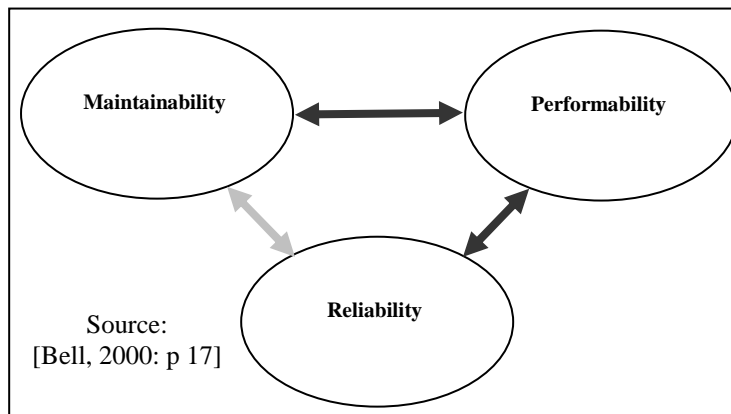 Maintainability
Performability
Reliability
Source:
[Bell, 2000: p 17]